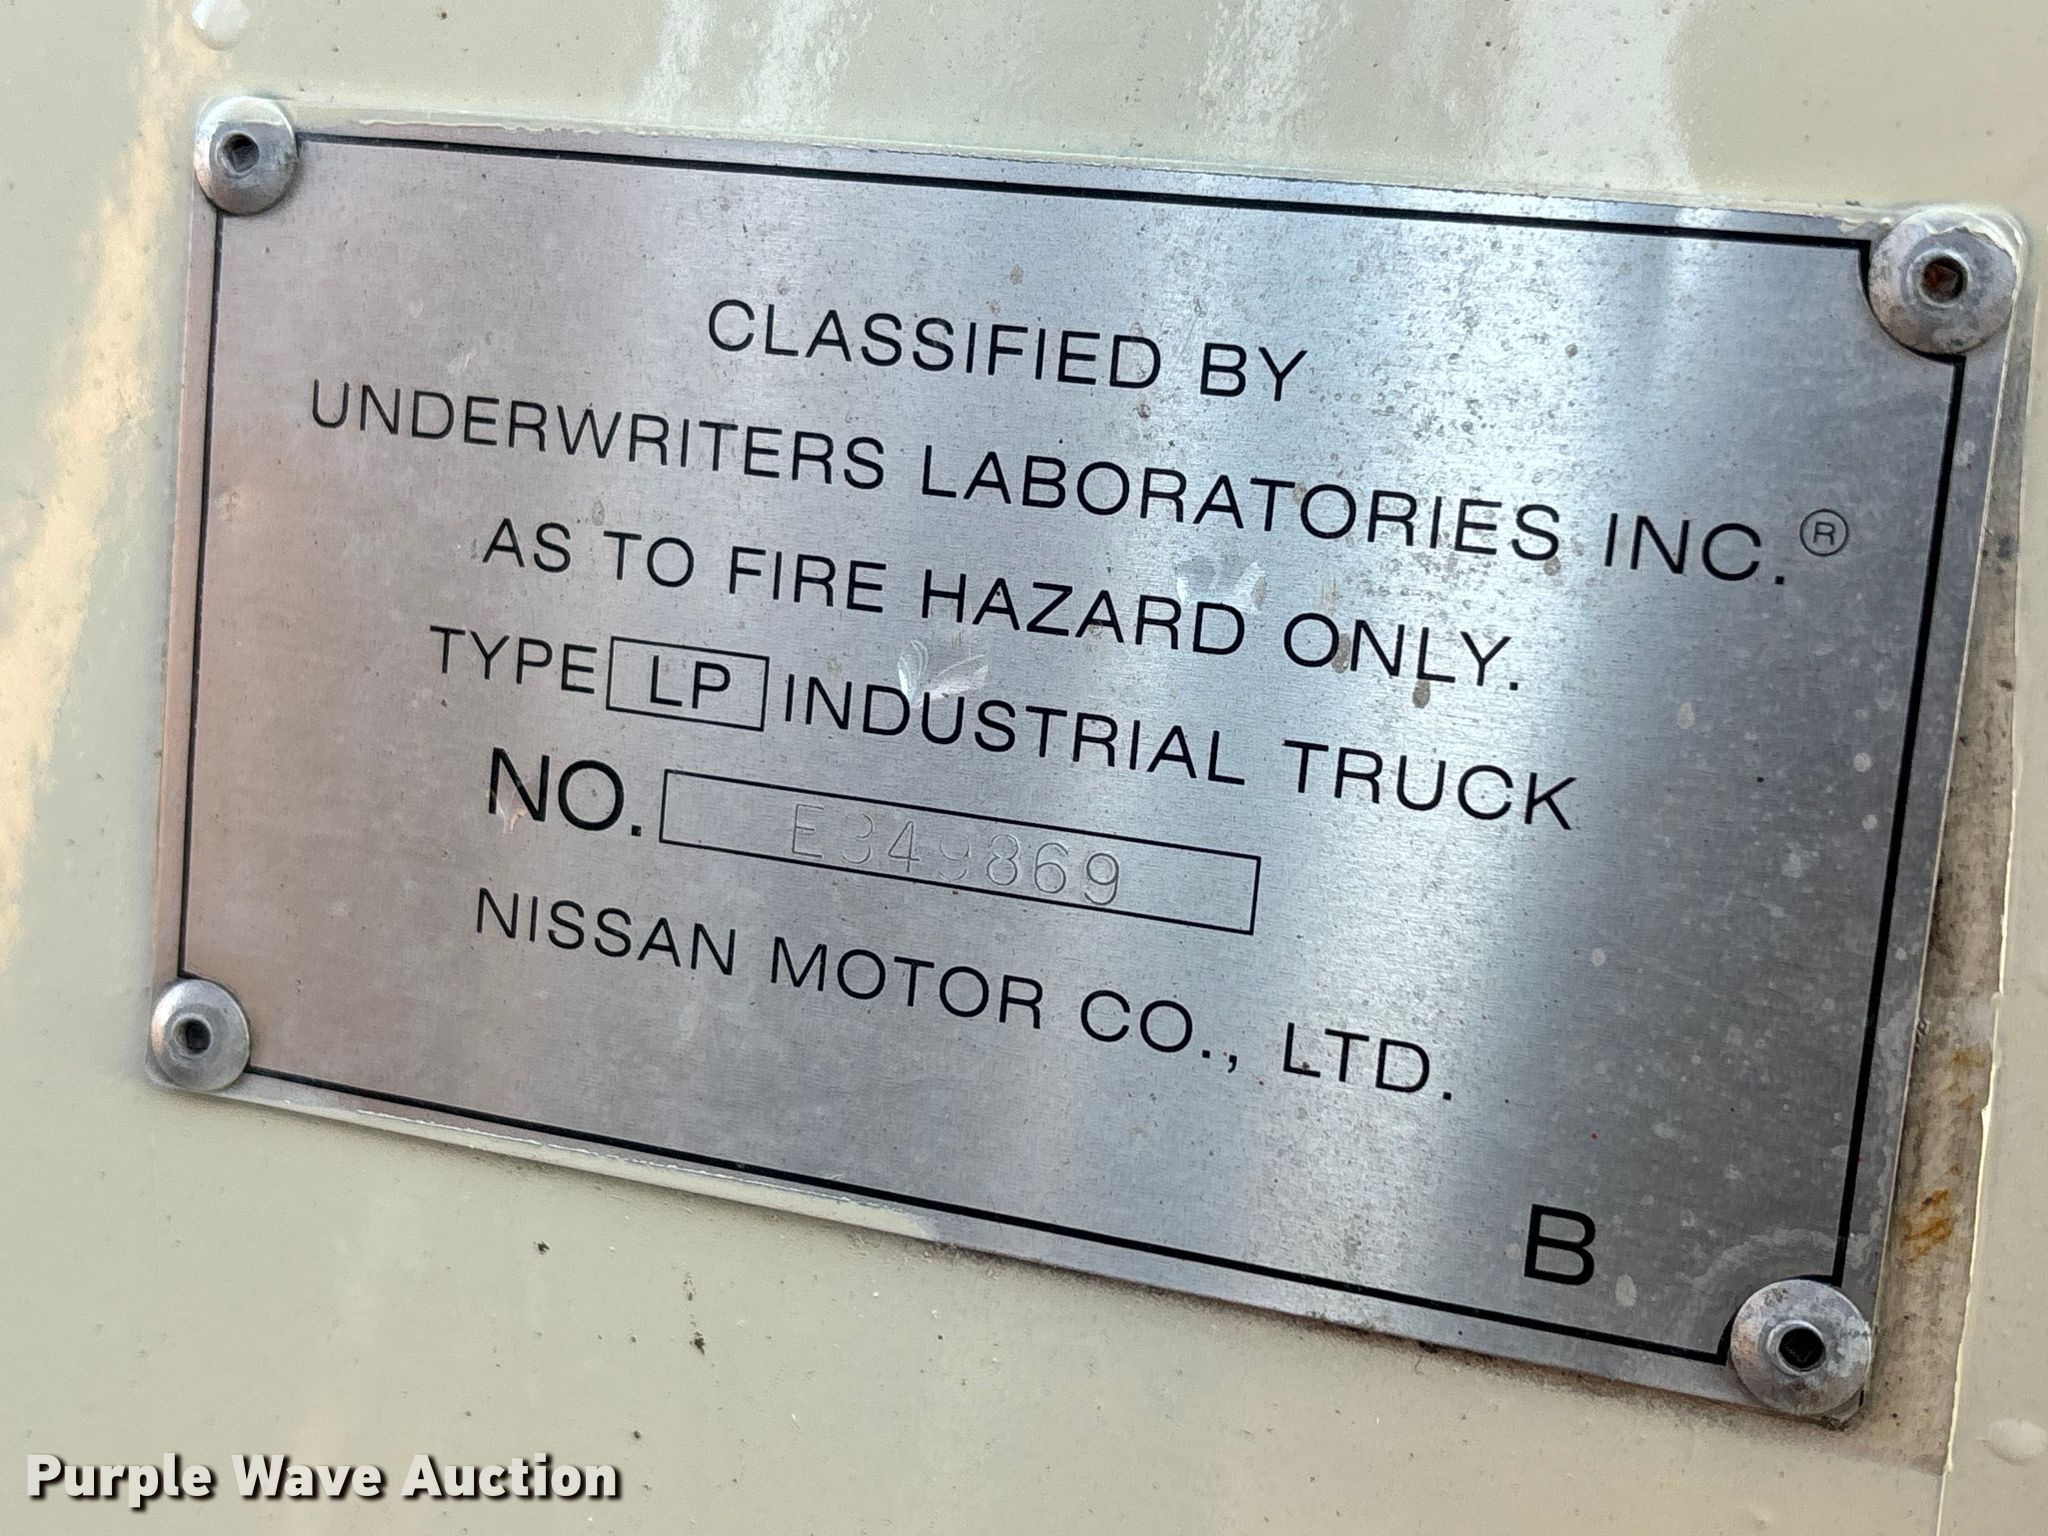 CLASSIFIED BY
UNDERWRITERS LABORATORIES INC.®
AS TO FIRE HAZARD ONLY.
TYPE LP INDUSTRIAL TRUCK
NO. E349869
NISSAN MOTOR CO., LTD.
B
Purple Wave Auction